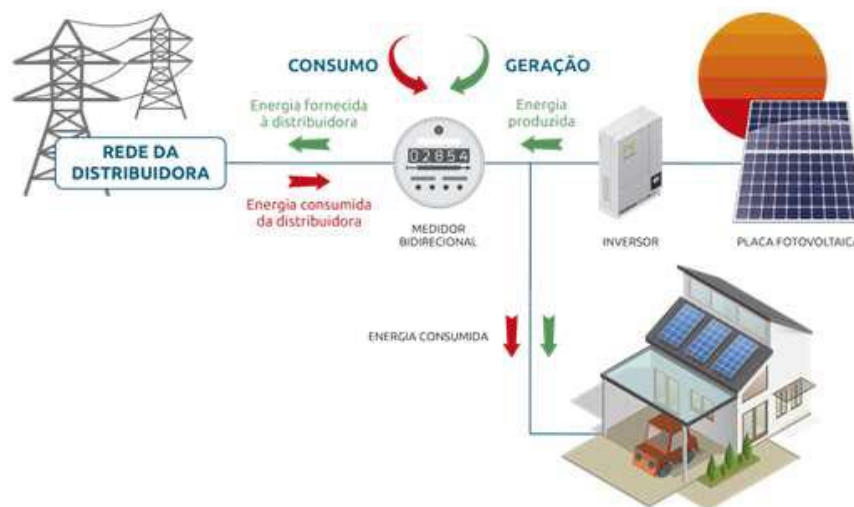 CONSUMO
GERAÇÃO
Energia fornecida
à distribuidora
Energia
produzida
02854
REDE DA
DISTRIBUIDORA
Energia consumida
da distribuidora
MEDIDOR
BIDIRECIONAL
INVERSOR
PLACA FOTOVOLTAICA
ENERGIA CONSUMIDA